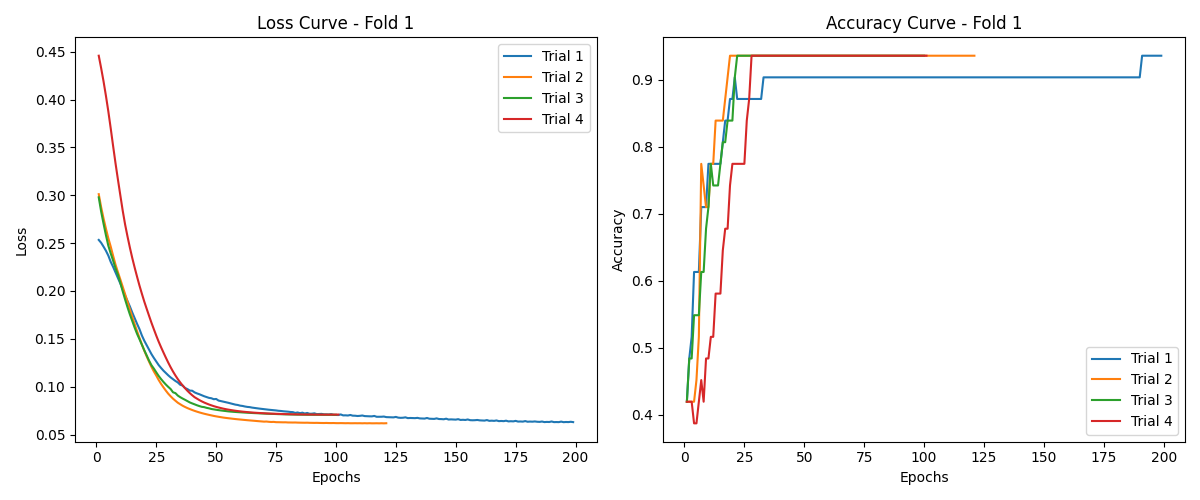 Loss Curve - Fold 1
Loss
0.45
0.40
0.35
0.30
0.25
0.20
0.15
0.10
0.05
0 25 50 75 100 125 150 175 200
Epochs
Trial 1
Trial 2
Trial 3
Trial 4
Accuracy Curve - Fold 1
Accuracy
0.9
0.8
0.7
0.6
0.5
0.4
0 25 50 75 100 125 150 175 200
Epochs
Trial 1
Trial 2
Trial 3
Trial 4